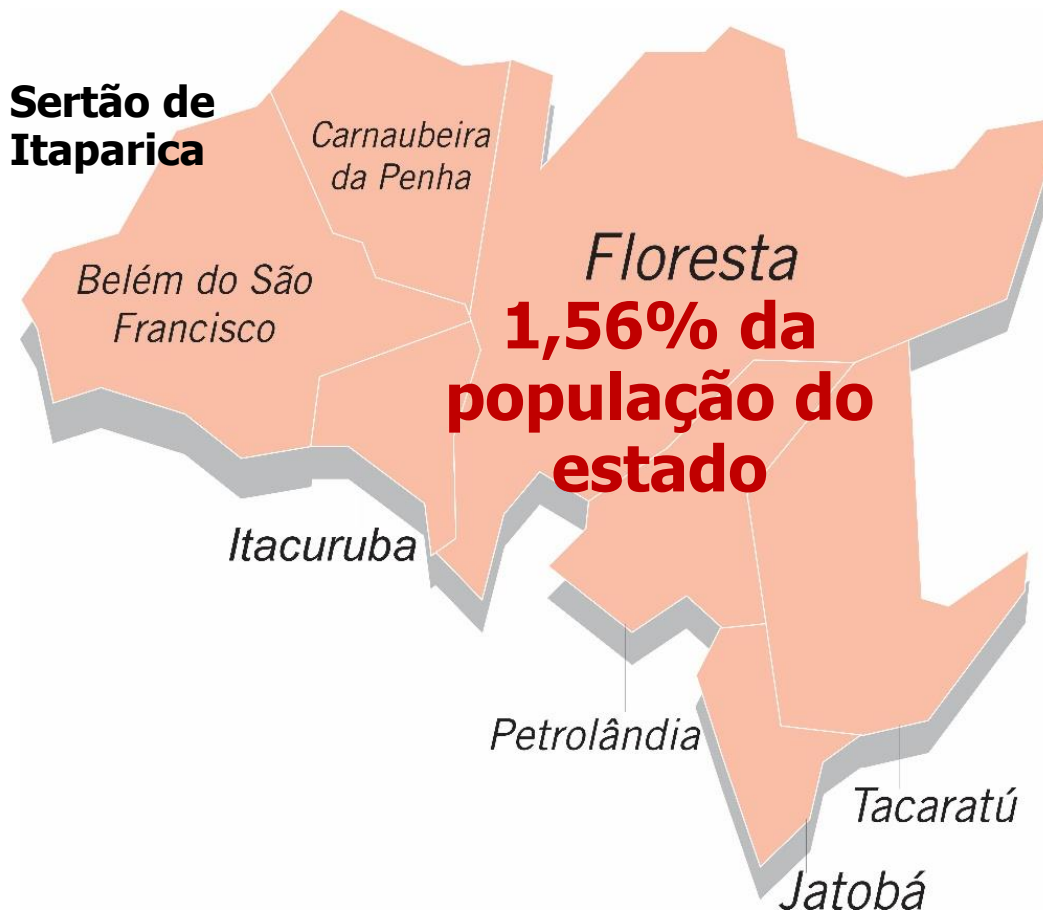 Sertão de
Itaparica
Carnaubeira
da Penha
Floresta
Belém do São
Francisco
1,56% da
população do
estado
Itacuruba
Petrolândia
Tacaratú
Jatobá